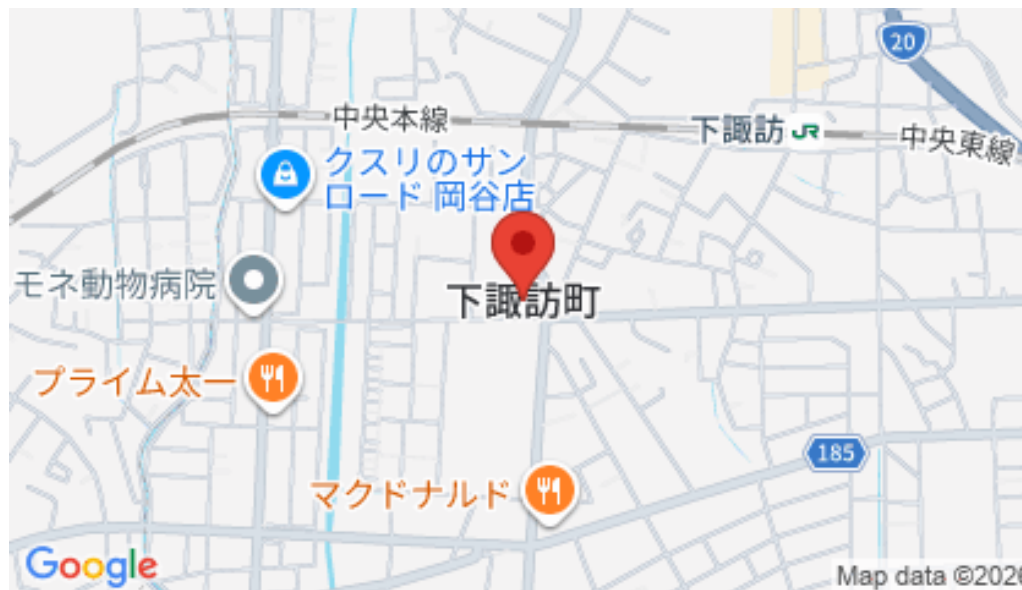 20
中央本線
下諏訪
中央東線
クスリのサン
ロード 岡谷店
モネ動物病院
下諏訪町
プライム太一
185
マクドナルド
Google
Map data ©2026